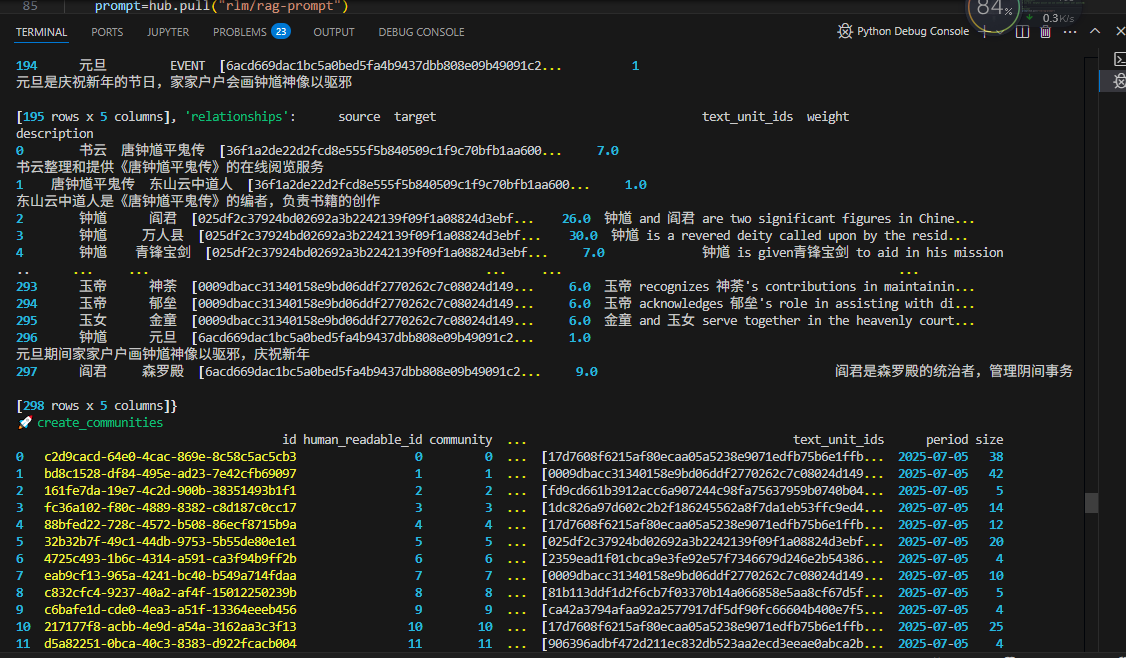 85 prompt=hub.pull("rlm/rag-prompt")
84%
0.3K/s
TERMINAL PORTS JUPYTER PROBLEMS 23 OUTPUT DEBUG CONSOLE Python Debug Console
194 元旦 EVENT [6acd669dac1bc5a0bed5fa4b9437dbb808e09b49091c2... 1
元旦是庆祝新年的节日，家家户户会画钟馗神像以驱邪
[195 rows x 5 columns], 'relationships': source target text_unit_ids weight
description
0 书云 唐钟馗平鬼传 [36f1a2de22d2fcd8e555f5b840509c1f9c70bfb1aa600... 7.0
书云整理和提供《唐钟馗平鬼传》的在线阅览服务
1 唐钟馗平鬼传 东山云中道人 [36f1a2de22d2fcd8e555f5b840509c1f9c70bfb1aa600... 1.0
东山云中道人是《唐钟馗平鬼传》的编者，负责书籍的创作
2 钟馗 阎君 [025df2c37924bd02692a3b2242139f09f1a08824d3ebf... 26.0 钟馗 and 阎君 are two significant figures in Chine...
3 钟馗 万人县 [025df2c37924bd02692a3b2242139f09f1a08824d3ebf... 30.0 钟馗 is a revered deity called upon by the resid...
4 钟馗 青锋宝剑 [025df2c37924bd02692a3b2242139f09f1a08824d3ebf... 7.0 钟馗 is given青锋宝剑 to aid in his mission
.. ... ... ... ... ...
293 玉帝 神荼 [0009dbacc31340158e9bd06ddf2770262c7c08024d149... 6.0 玉帝 recognizes 神荼's contributions in maintainin...
294 玉帝 郁垒 [0009dbacc31340158e9bd06ddf2770262c7c08024d149... 6.0 玉帝 acknowledges 郁垒's role in assisting with di...
295 玉女 金童 [0009dbacc31340158e9bd06ddf2770262c7c08024d149... 6.0 金童 and 玉女 serve together in the heavenly court...
296 钟馗 元旦 [6acd669dac1bc5a0bed5fa4b9437dbb808e09b49091c2... 1.0
元旦期间家家户户画钟馗神像以驱邪，庆祝新年
297 阎君 森罗殿 [6acd669dac1bc5a0bed5fa4b9437dbb808e09b49091c2... 9.0 阎君是森罗殿的统治者，管理阴间事务
[298 rows x 5 columns]}
🚀 create_communities
id human_readable_id community ... text_unit_ids period size
0 c2d9cacd-64e0-4cac-869e-8c58c5ac5cb3 0 0 ... [17d7608f6215af80ecaa05a5238e9071edfb75b6e1ffb... 2025-07-05 38
1 bd8c1528-df84-495e-ad23-7e42cfb69097 1 1 ... [0009dbacc31340158e9bd06ddf2770262c7c08024d149... 2025-07-05 42
2 161fe7da-19e7-4c2d-900b-38351493b1f1 2 2 ... [fd9cd661b3912acc6a907244c98fa75637959b0740b04... 2025-07-05 5
3 fc36a102-f80c-4889-8382-c8d187c0cc17 3 3 ... [1dc826a97d602c2b2f186245562a8f7da1eb53ffc9ed4... 2025-07-05 14
4 88bfed22-728c-4572-b508-86ecf8715b9a 4 4 ... [17d7608f6215af80ecaa05a5238e9071edfb75b6e1ffb... 2025-07-05 12
5 32b32b7f-49c1-44db-9753-5b55de80e1e1 5 5 ... [025df2c37924bd02692a3b2242139f09f1a08824d3ebf... 2025-07-05 20
6 4725c493-1b6c-4314-a591-ca3f94b9ff2b 6 6 ... [2359ead1f01cbca9e3fe92e57f7346679d246e2b54386... 2025-07-05 4
7 eab9cf13-965a-4241-bc40-b549a714fdaa 7 7 ... [0009dbacc31340158e9bd06ddf2770262c7c08024d149... 2025-07-05 10
8 c832cfc4-9237-40a2-af4f-15012250239b 8 8 ... [81b113ddf1d2f6cb7f03370b14a066858e5aa8cf67d5f... 2025-07-05 5
9 c6bafe1d-cde0-4ea3-a51f-13364eeeb456 9 9 ... [ca42a3794afaa92a2577917df5df90fc66604b400e7f5... 2025-07-05 4
10 217177f8-acbb-4e9d-a54a-3162aa3c3f13 10 10 ... [17d7608f6215af80ecaa05a5238e9071edfb75b6e1ffb... 2025-07-05 25
11 d5a82251-0bca-40c3-8383-d922fcacb004 11 11 ... [906396adbf472d211ec832db523aa2ecd3eeae0abca2b... 2025-07-05 4